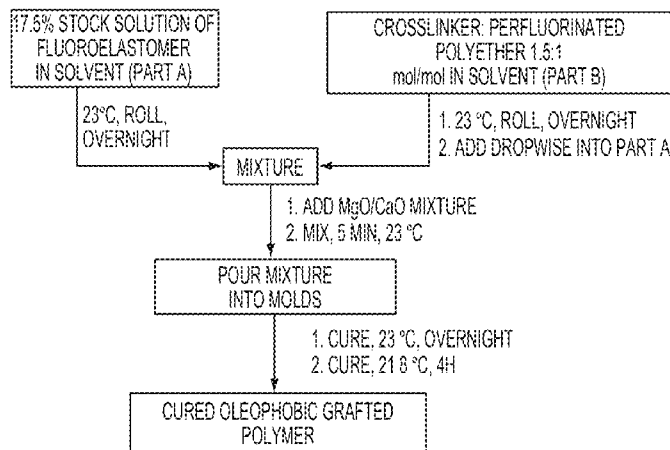 17.5% STOCK SOLUTION OF
FLUOROELASTOMER
IN SOLVENT (PART A)
CROSSLINKER: PERFLUORINATED
POLYETHER 1.5:1
mol/mol IN SOLVENT (PART B)
23°C, ROLL,
OVERNIGHT
1. 23 °C, ROLL, OVERNIGHT
2. ADD DROPWISE INTO PART A
MIXTURE
1. ADD MgO/CaO MIXTURE
2. MIX, 5 MIN, 23 °C
POUR MIXTURE
INTO MOLDS
1. CURE, 23 °C, OVERNIGHT
2. CURE, 218 °C, 4H
CURED OLEOPHOBIC GRAFTED
POLYMER